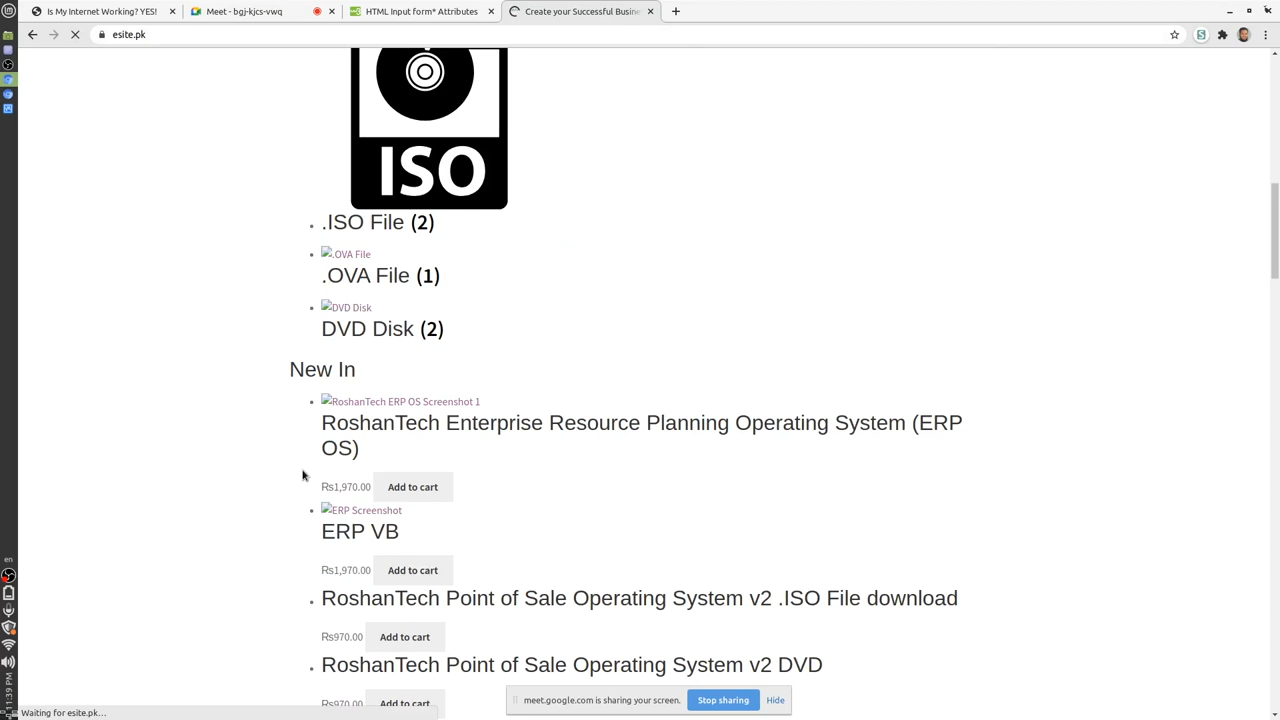 Is My Internet Working? YES!
Meet - bgj-kjcs-vwq
HTML Input form* Attributes
Create your Successful Busine
esite.pk
ISO
.ISO File (2)
.OVA File
.OVA File (1)
DVD Disk
DVD Disk (2)
New In
RoshanTech ERP OS Screenshot 1
RoshanTech Enterprise Resource Planning Operating System (ERP
OS)
₨1,970.00 Add to cart
ERP Screenshot
ERP VB
₨1,970.00 Add to cart
RoshanTech Point of Sale Operating System v2 .ISO File download
₨970.00 Add to cart
RoshanTech Point of Sale Operating System v2 DVD
₨970.00 Add to cart
meet.google.com is sharing your screen. Stop sharing Hide
Waiting for esite.pk...
en
11:39 PM